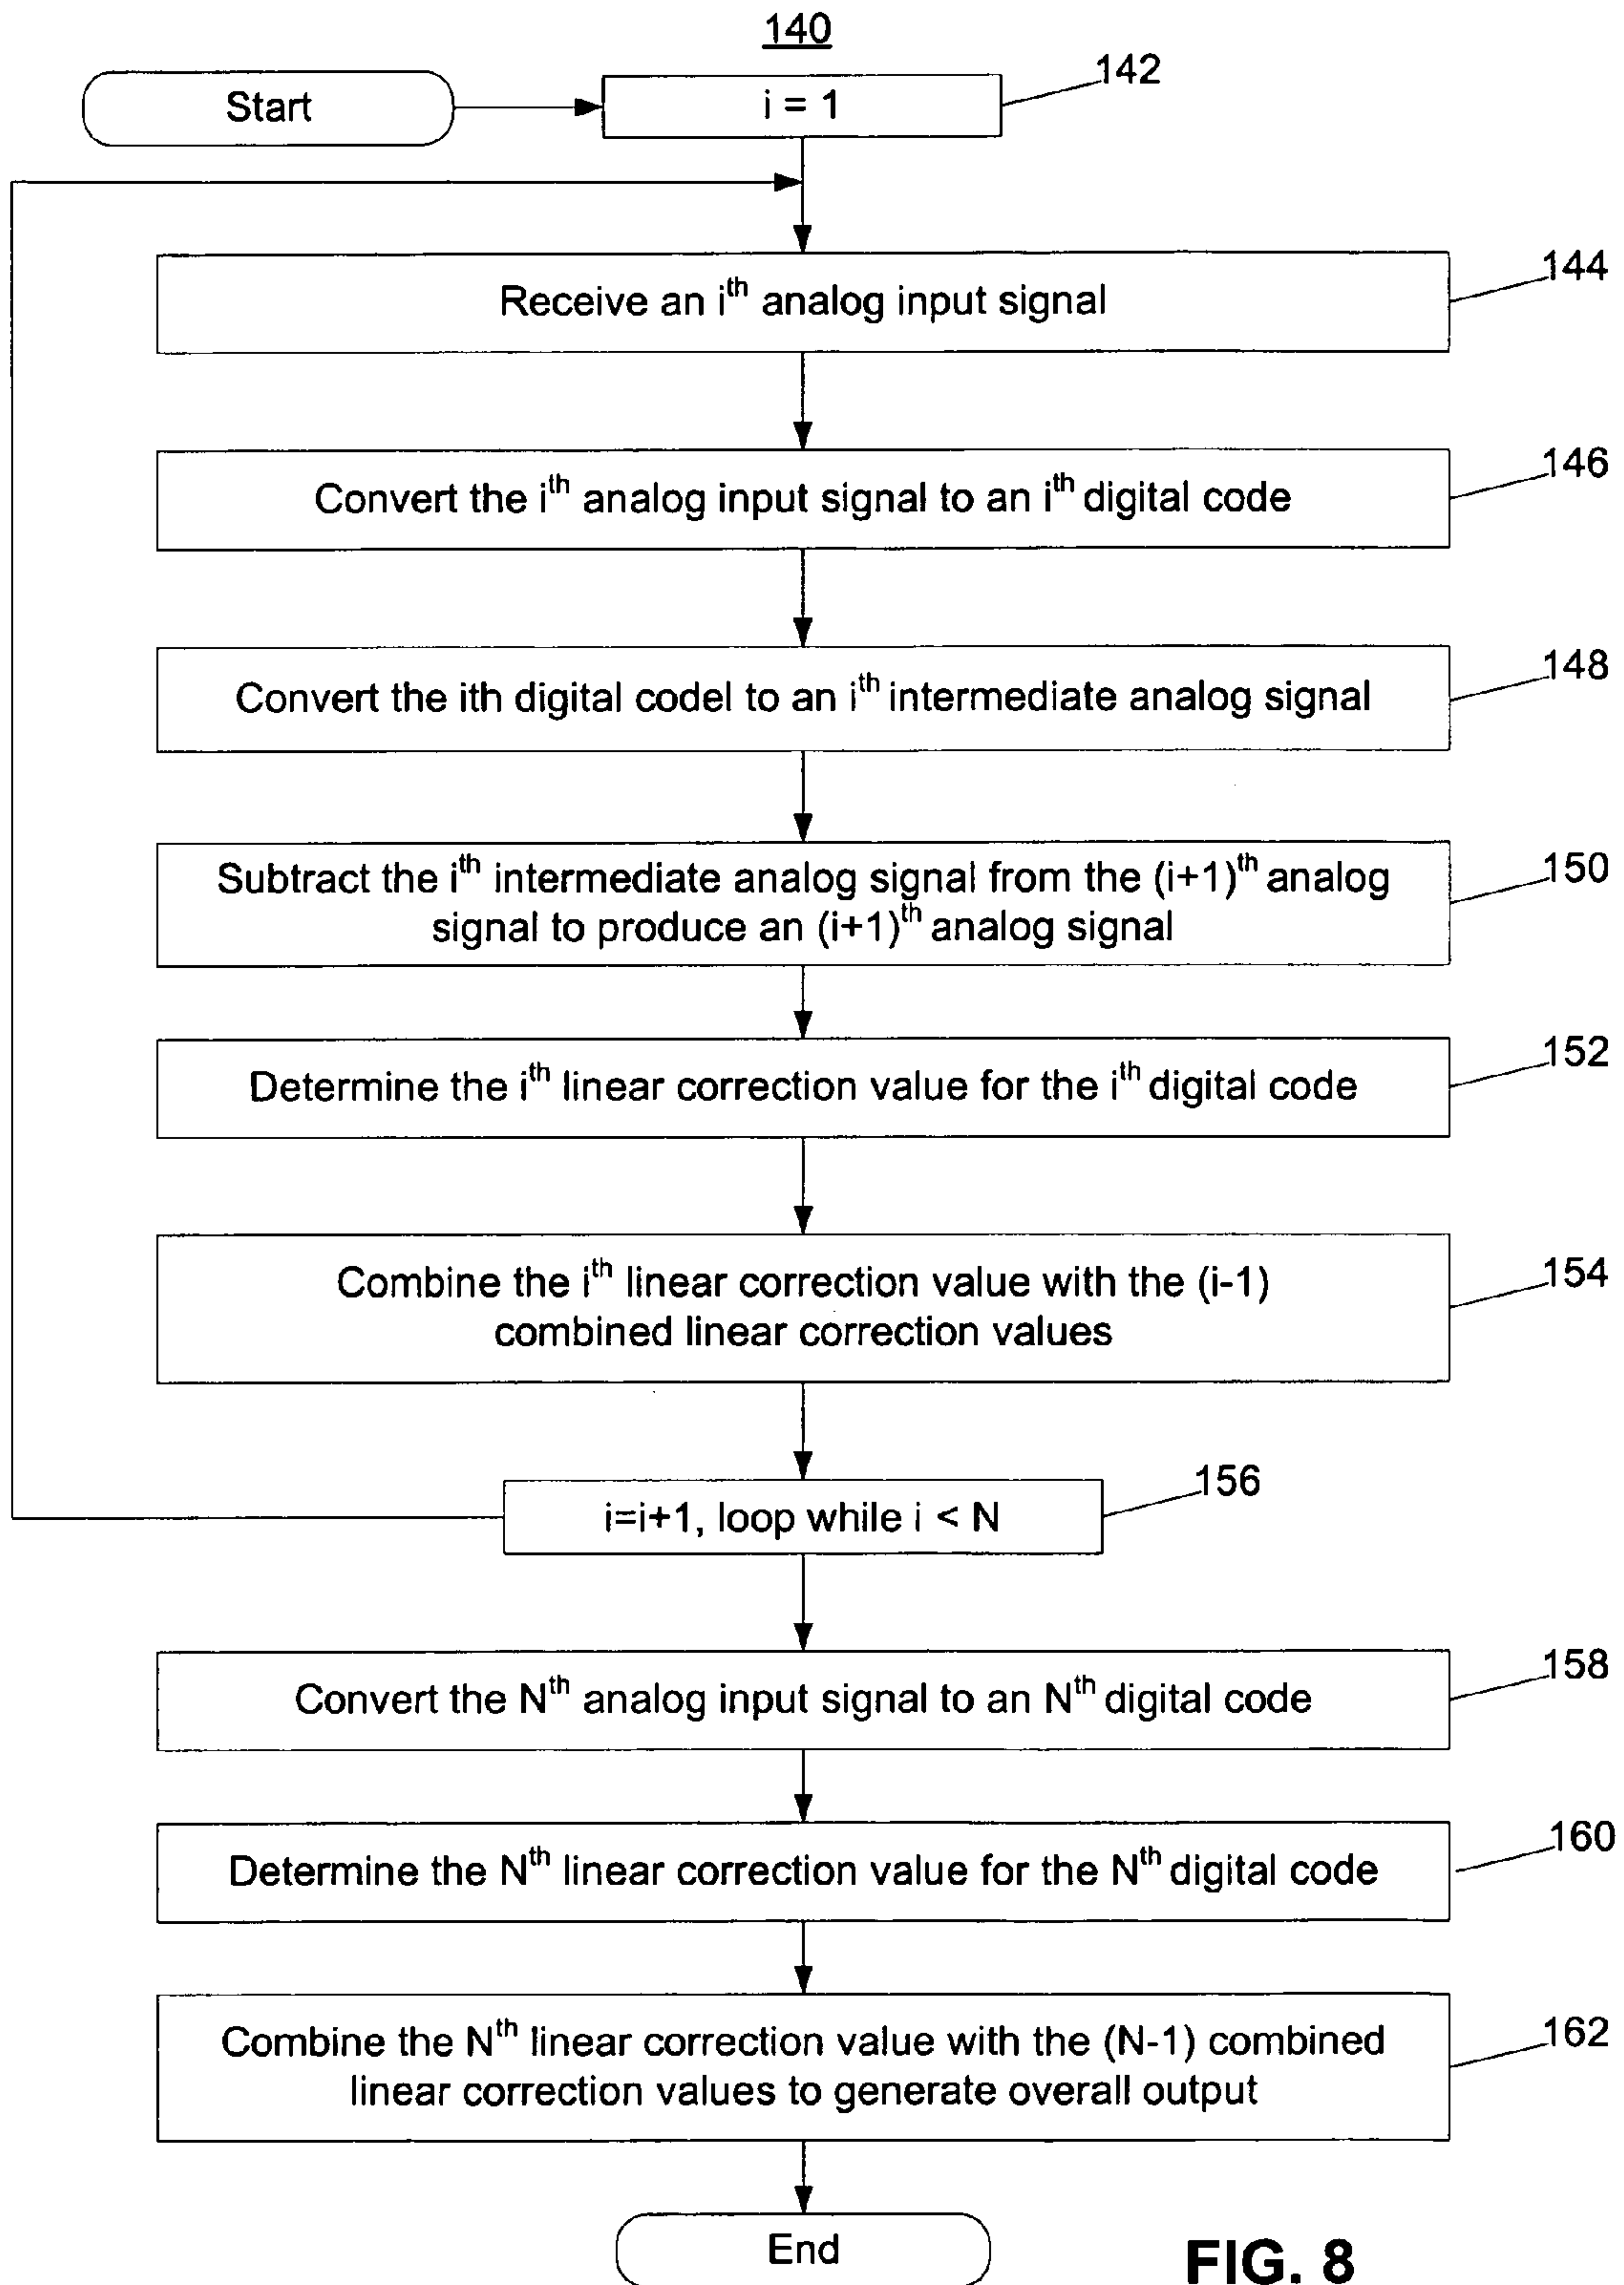 140
Start
i = 1
142
Receive an iᵗʰ analog input signal
144
Convert the iᵗʰ analog input signal to an iᵗʰ digital code
146
Convert the ith digital codel to an iᵗʰ intermediate analog signal
148
Subtract the iᵗʰ intermediate analog signal from the (i+1)ᵗʰ analog
signal to produce an (i+1)ᵗʰ analog signal
150
Determine the iᵗʰ linear correction value for the iᵗʰ digital code
152
Combine the iᵗʰ linear correction value with the (i-1)
combined linear correction values
154
i=i+1, loop while i < N
156
Convert the Nᵗʰ analog input signal to an Nᵗʰ digital code
158
Determine the Nᵗʰ linear correction value for the Nᵗʰ digital code
160
Combine the Nᵗʰ linear correction value with the (N-1) combined
linear correction values to generate overall output
162
End
FIG. 8